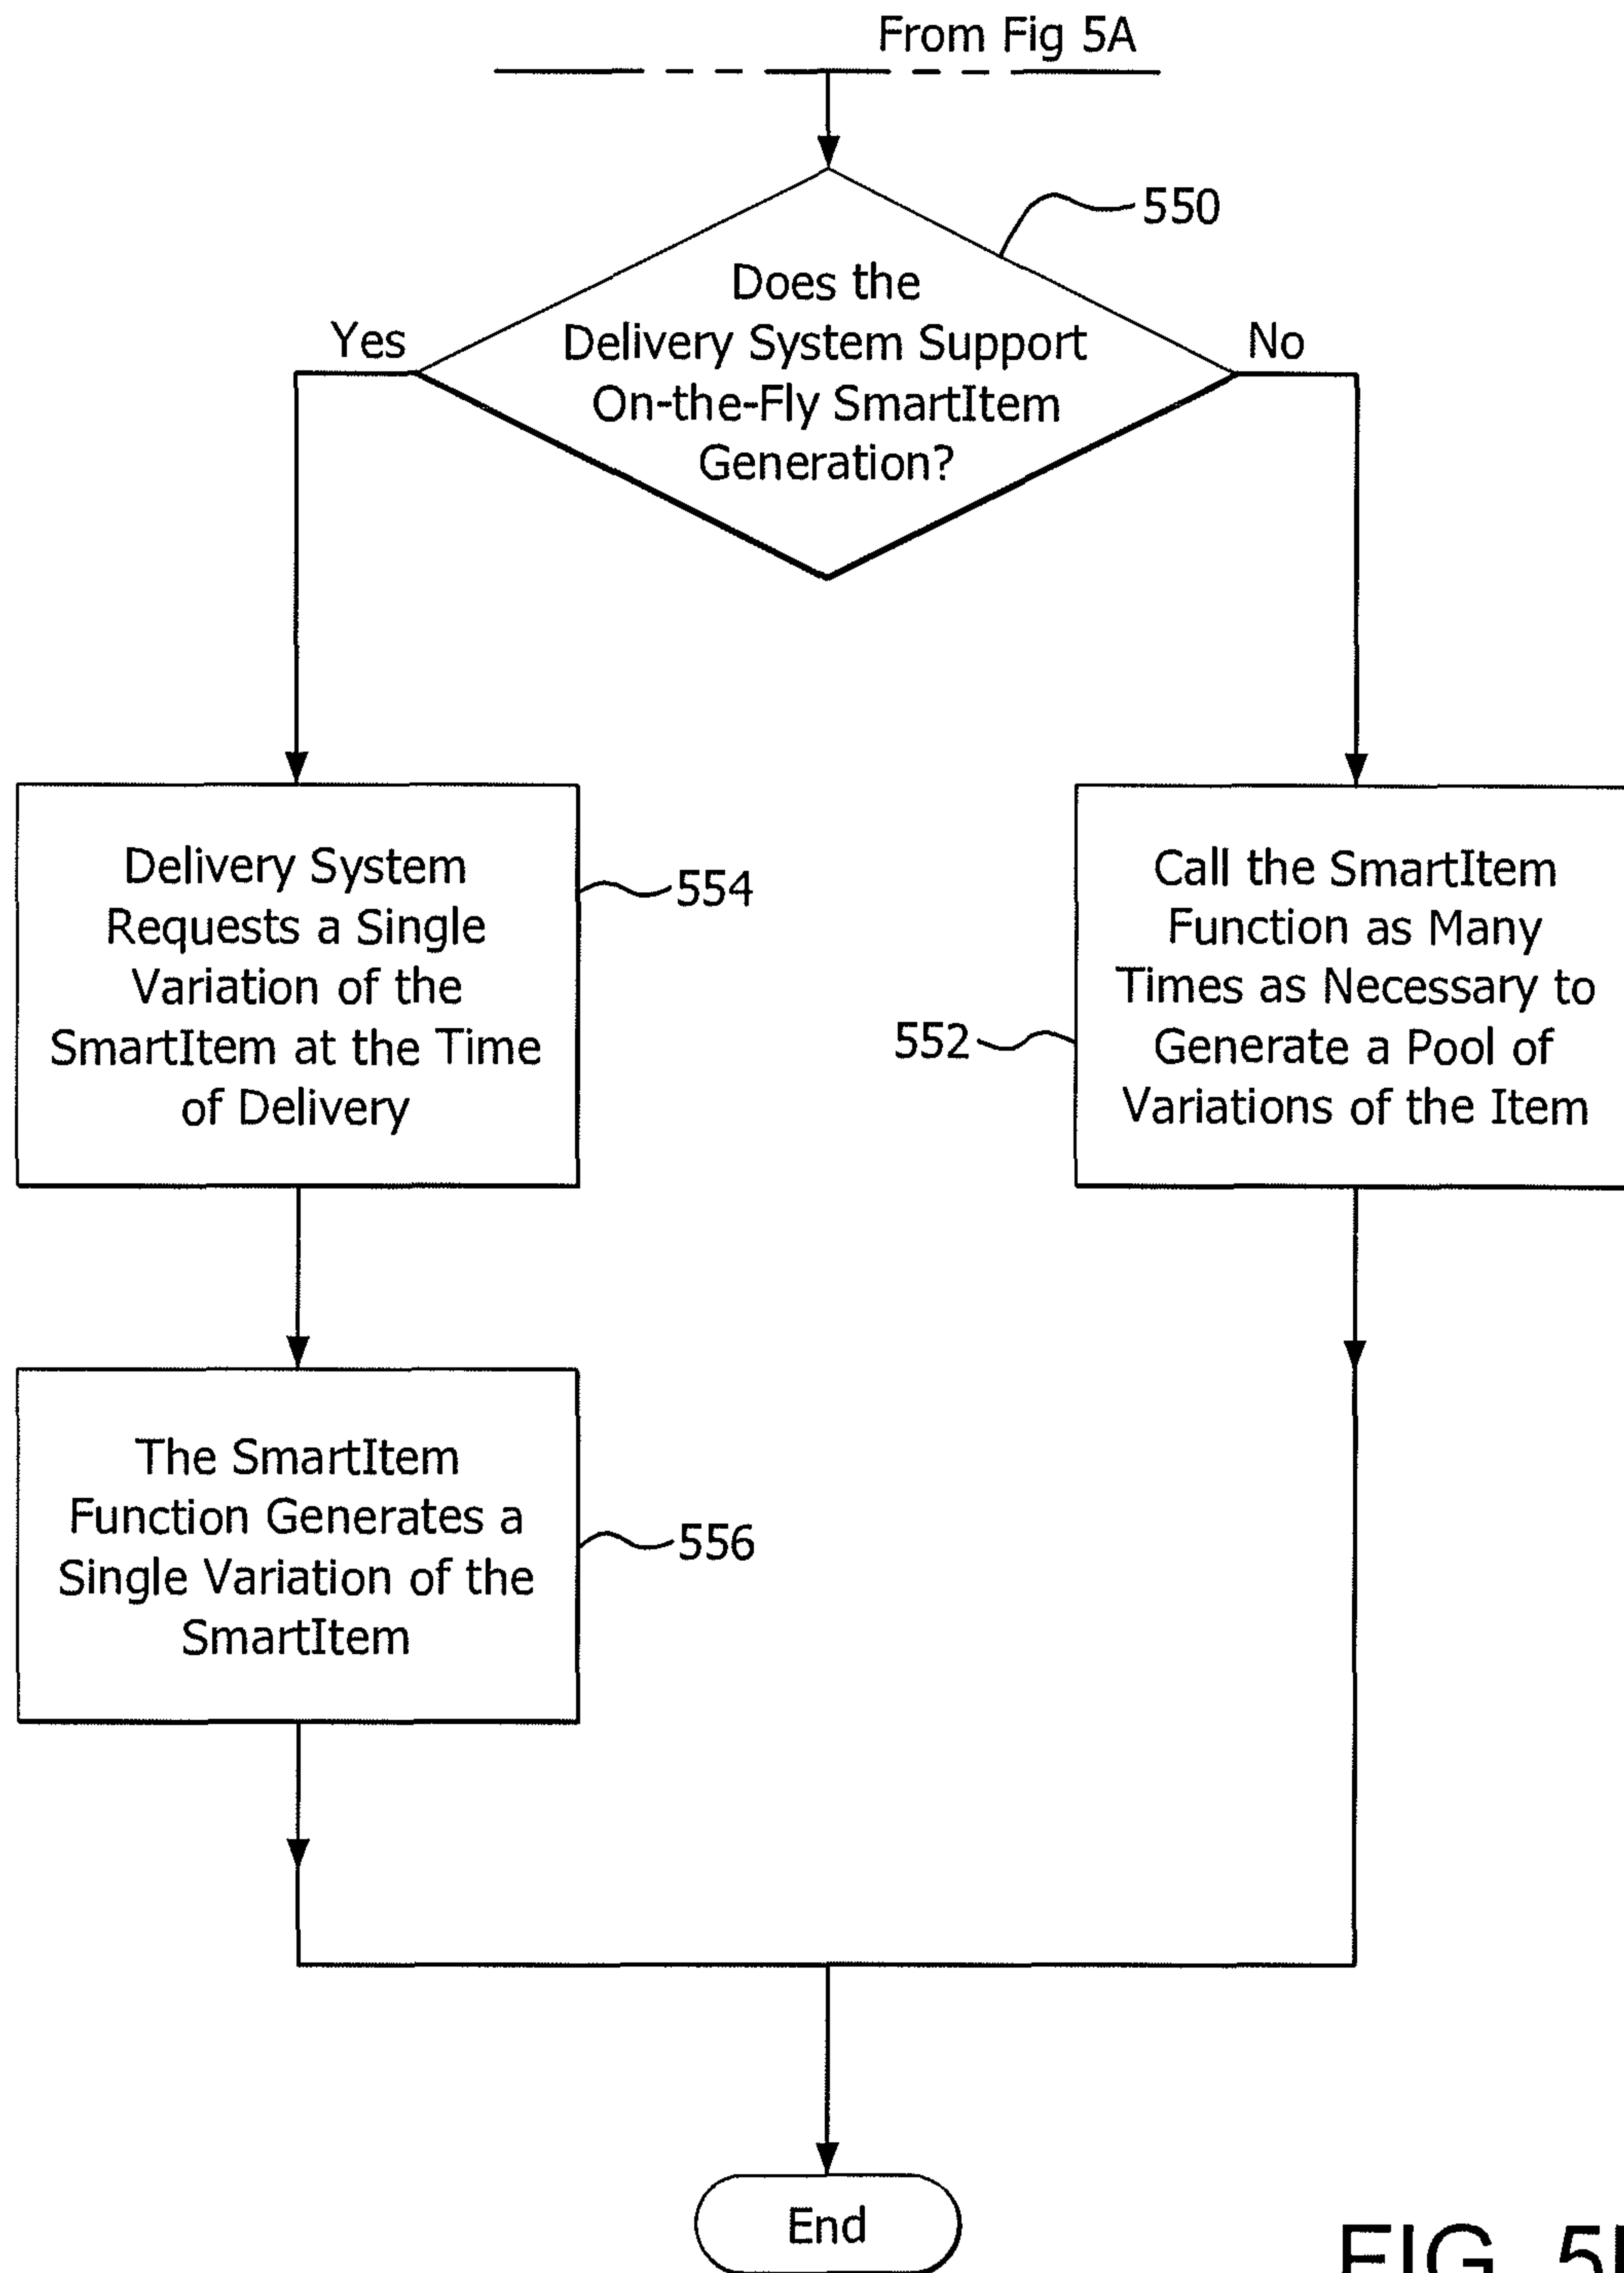 From Fig 5A
550
Does the
Delivery System Support
On-the-Fly SmartItem
Generation?
Yes
No
Delivery System
Requests a Single
Variation of the
SmartItem at the Time
of Delivery
554
Call the SmartItem
Function as Many
Times as Necessary to
Generate a Pool of
Variations of the Item
552
The SmartItem
Function Generates a
Single Variation of the
SmartItem
556
End
FIG. 5